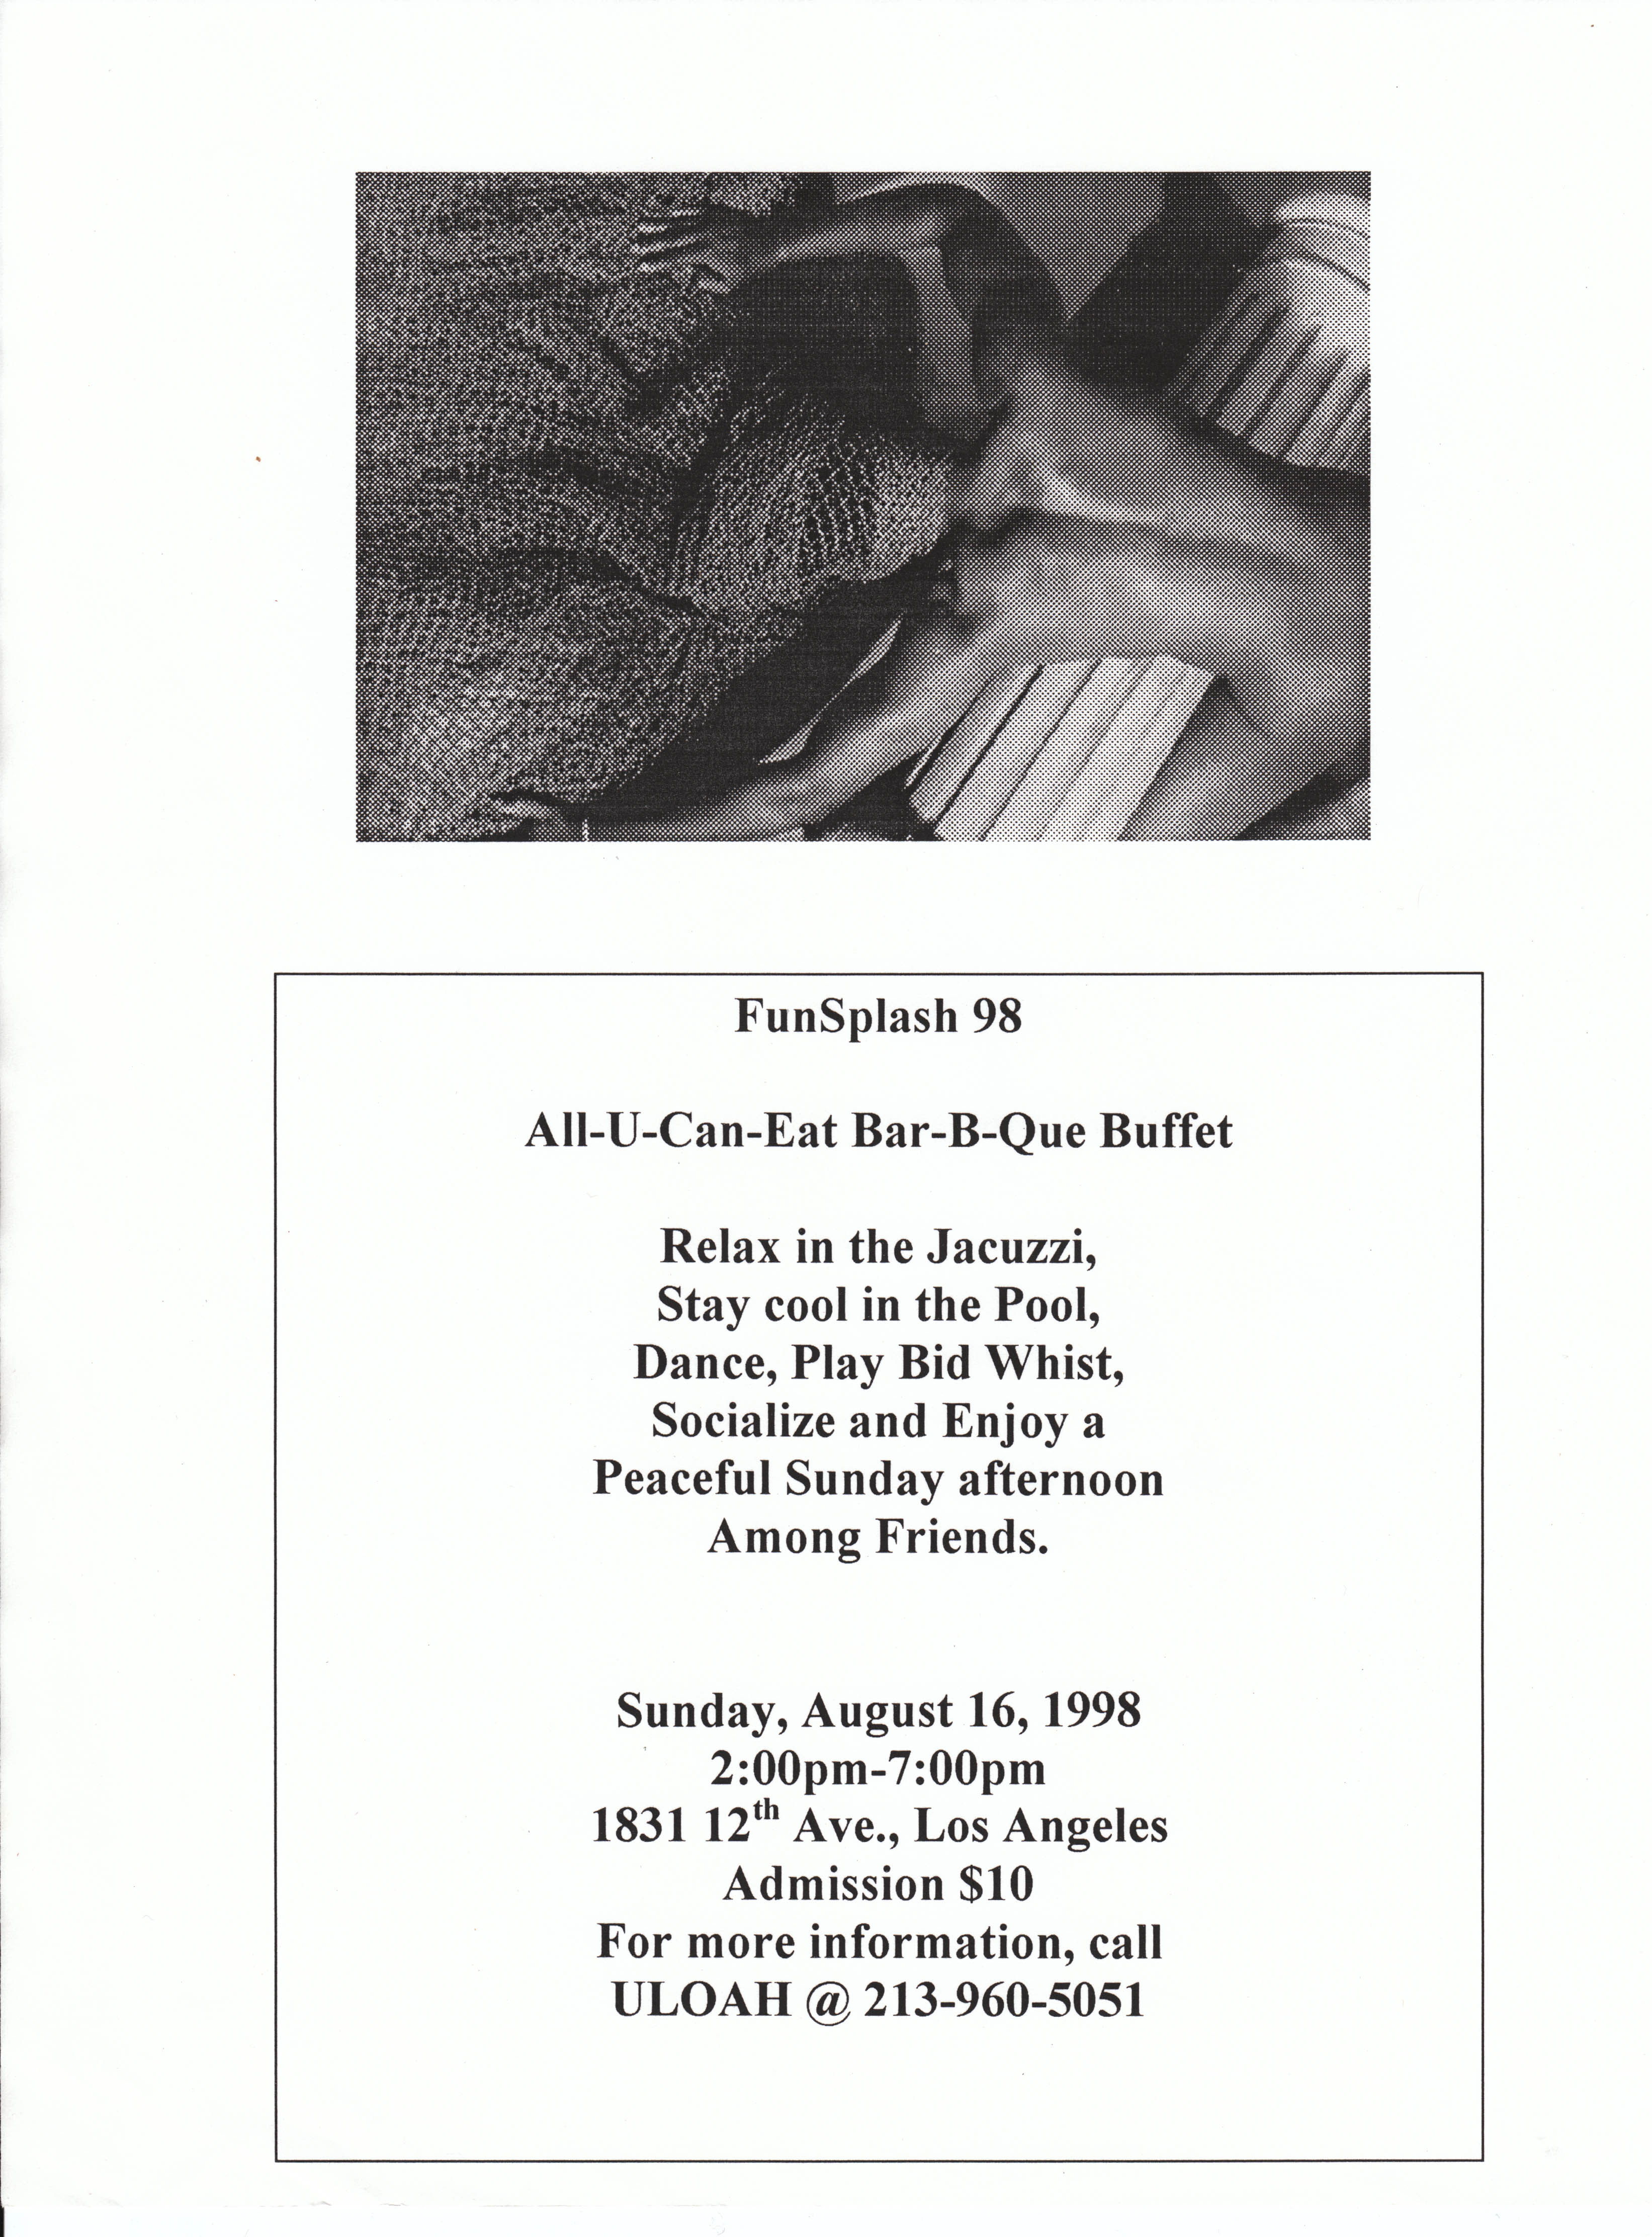 FunSplash 98
All-U-Can-Eat Bar-B-Que Buffet
Relax in the Jacuzzi,
Stay cool in the Pool,
Dance, Play Bid Whist,
Socialize and Enjoy a
Peaceful Sunday afternoon
Among Friends.
Sunday, August 16, 1998
2:00pm-7:00pm
1831 12th Ave., Los Angeles
Admission $10
For more information, call
ULOAH @ 213-960-5051